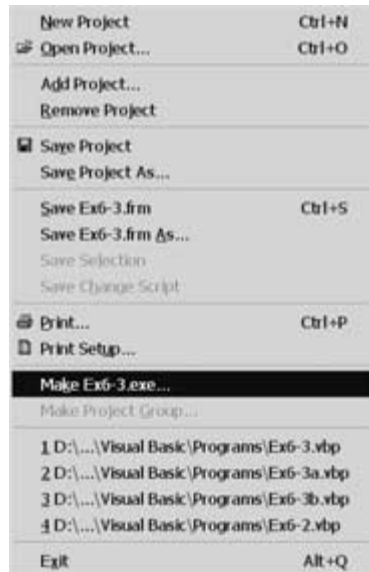 New Project Ctrl+N
Open Project... Ctrl+O
Add Project...
Remove Project
Save Project
Save Project As...
Save Ex6-3.frm Ctrl+S
Save Ex6-3.frm As...
Save Selection
Save Change Script
Print... Ctrl+P
Print Setup...
Make Ex6-3.exe...
Make Project Group...
1 D:\...\Visual Basic\Programs\Ex6-3.vbp
2 D:\...\Visual Basic\Programs\Ex6-3a.vbp
3 D:\...\Visual Basic\Programs\Ex6-3b.vbp
4 D:\...\Visual Basic\Programs\Ex6-2.vbp
Exit Alt+Q